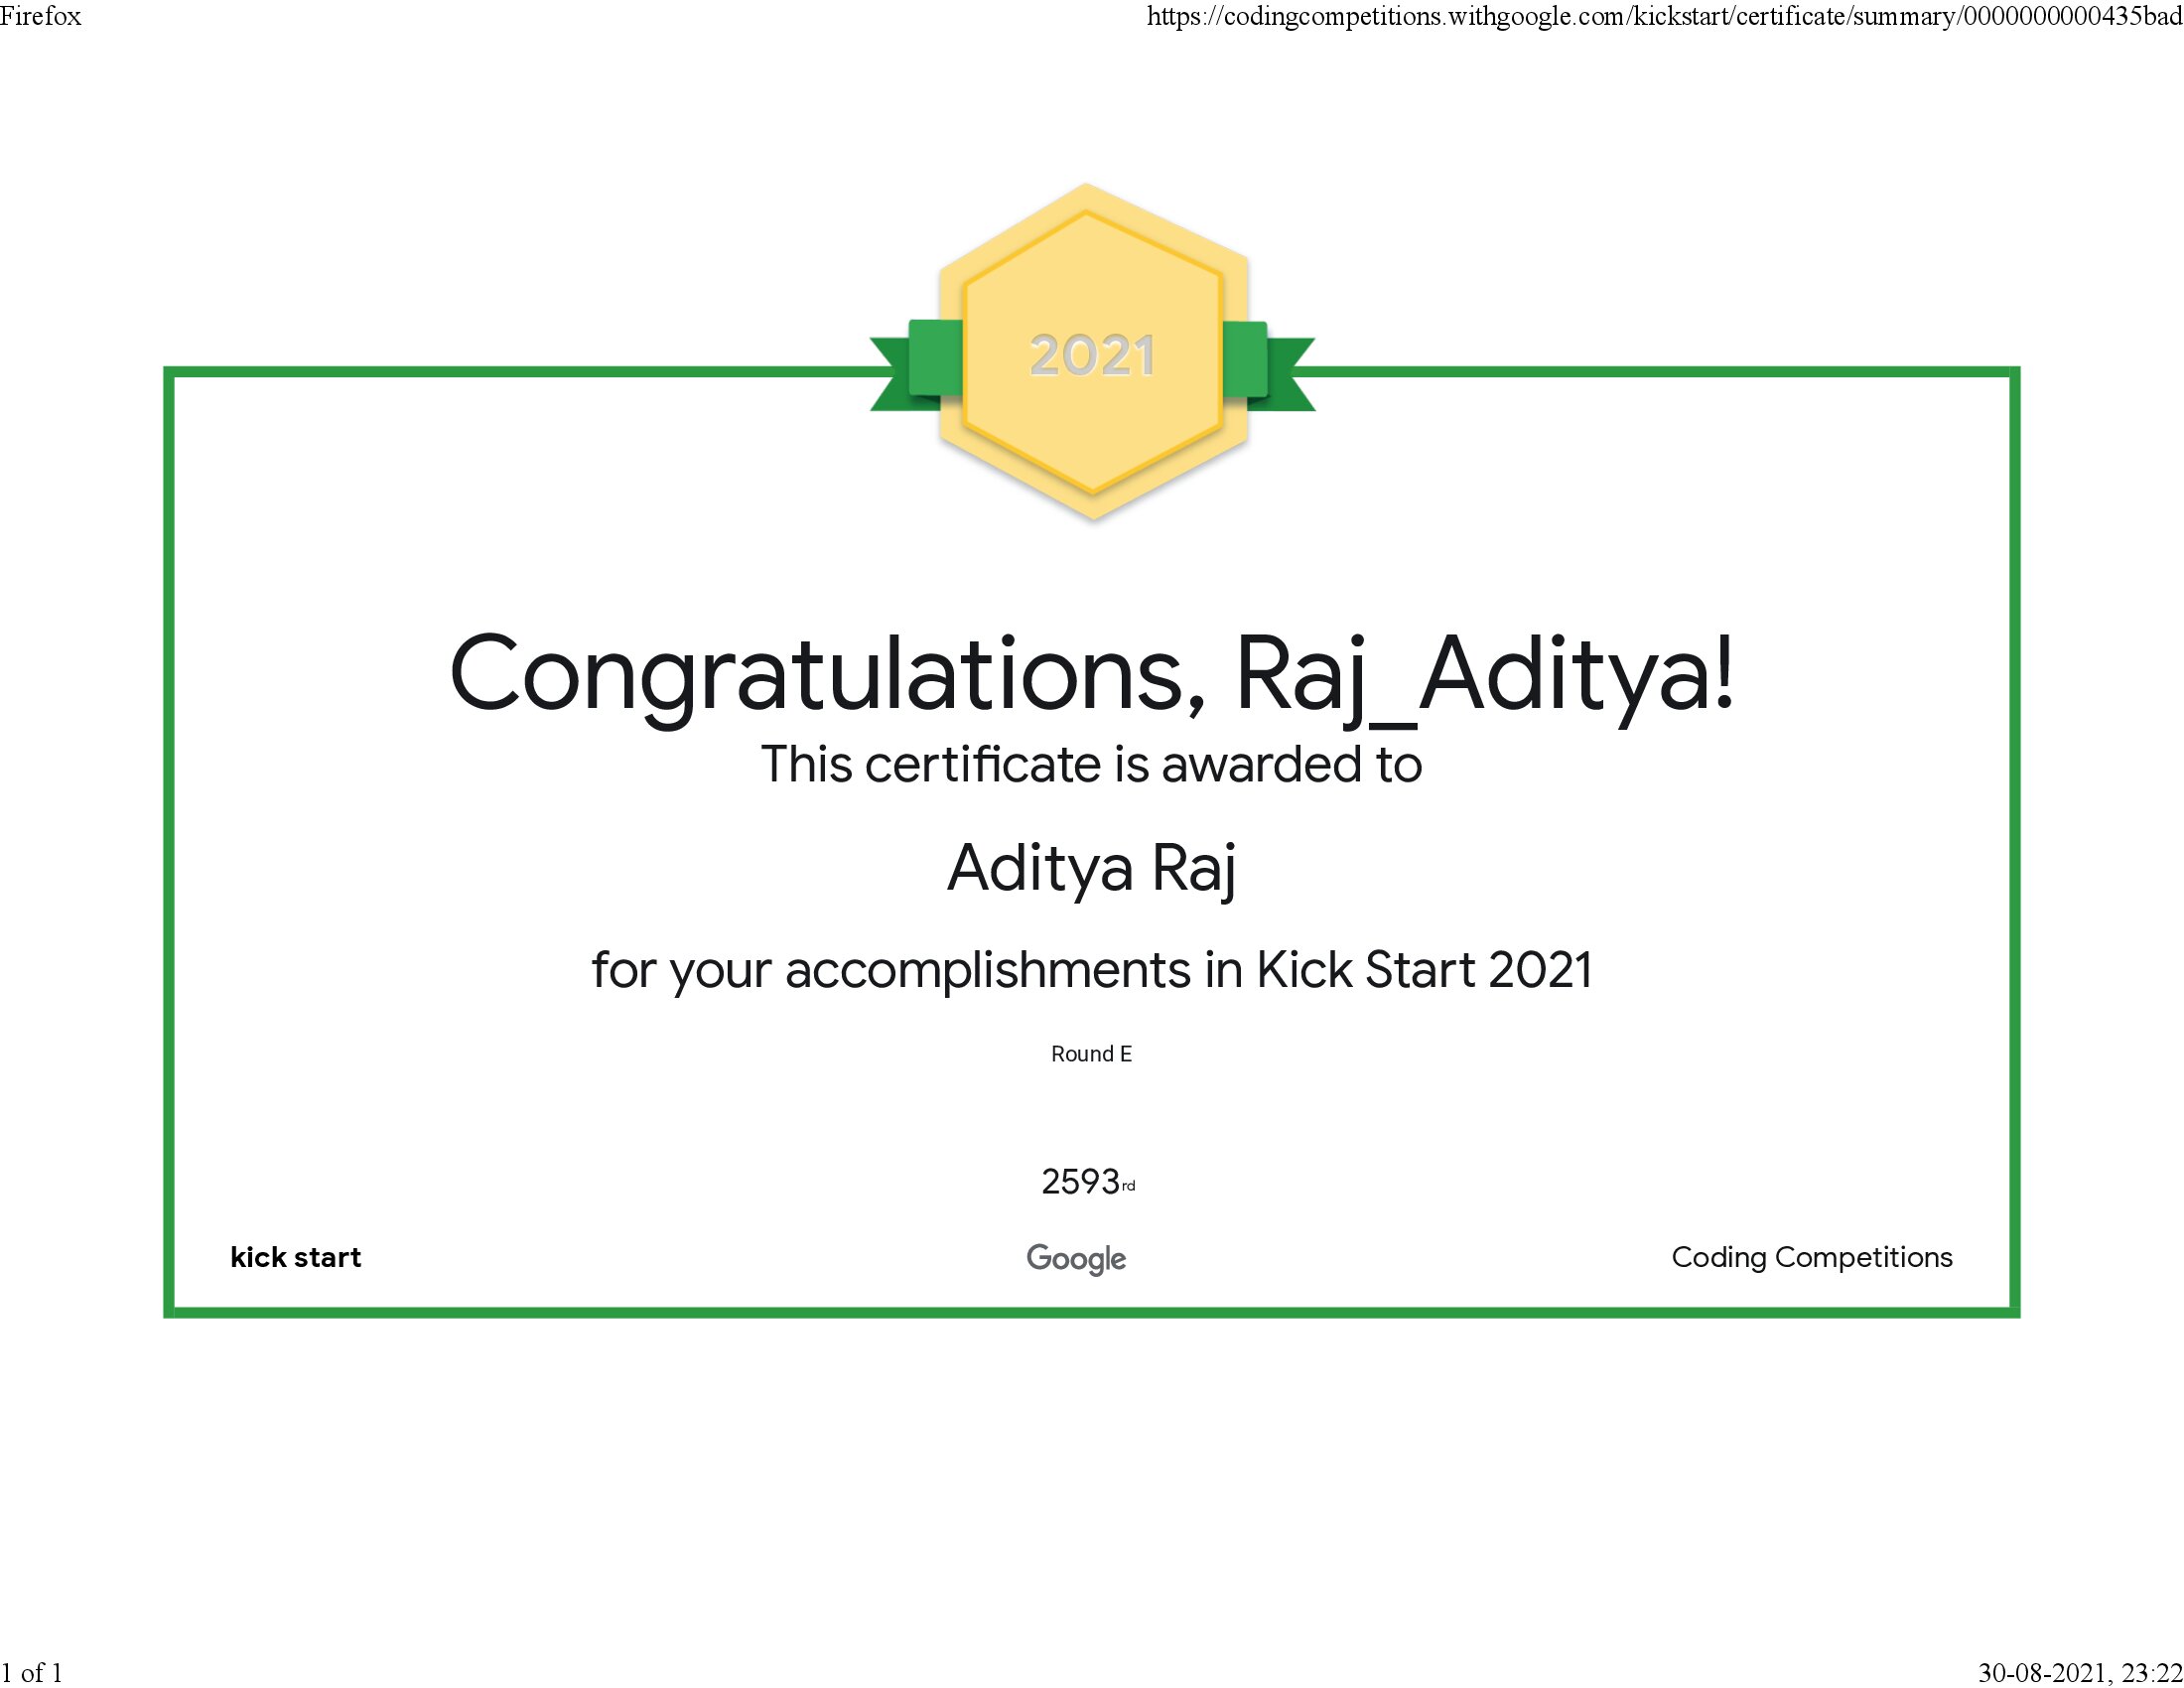 Firefox
https://codingcompetitions.withgoogle.com/kickstart/certificate/summary/0000000000435bad
2021
Congratulations, Raj_Aditya!
This certificate is awarded to
Aditya Raj
for your accomplishments in Kick Start 2021
Round E
2593rd
kick start
Google
Coding Competitions
1 of 1
30-08-2021, 23:22